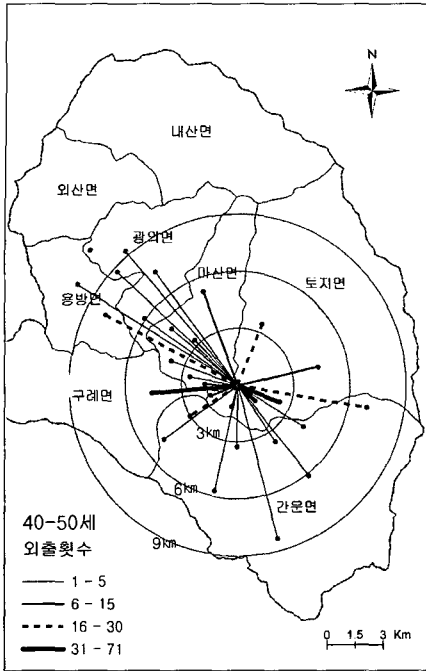 N
내산면
외산면
광의면
마산면
토지면
용방면
구례면
3km
6km
간문면
9km
40-50세
외출횟수
1 - 5
6 - 15
16 - 30
31 - 71
0 1.5 3 Km